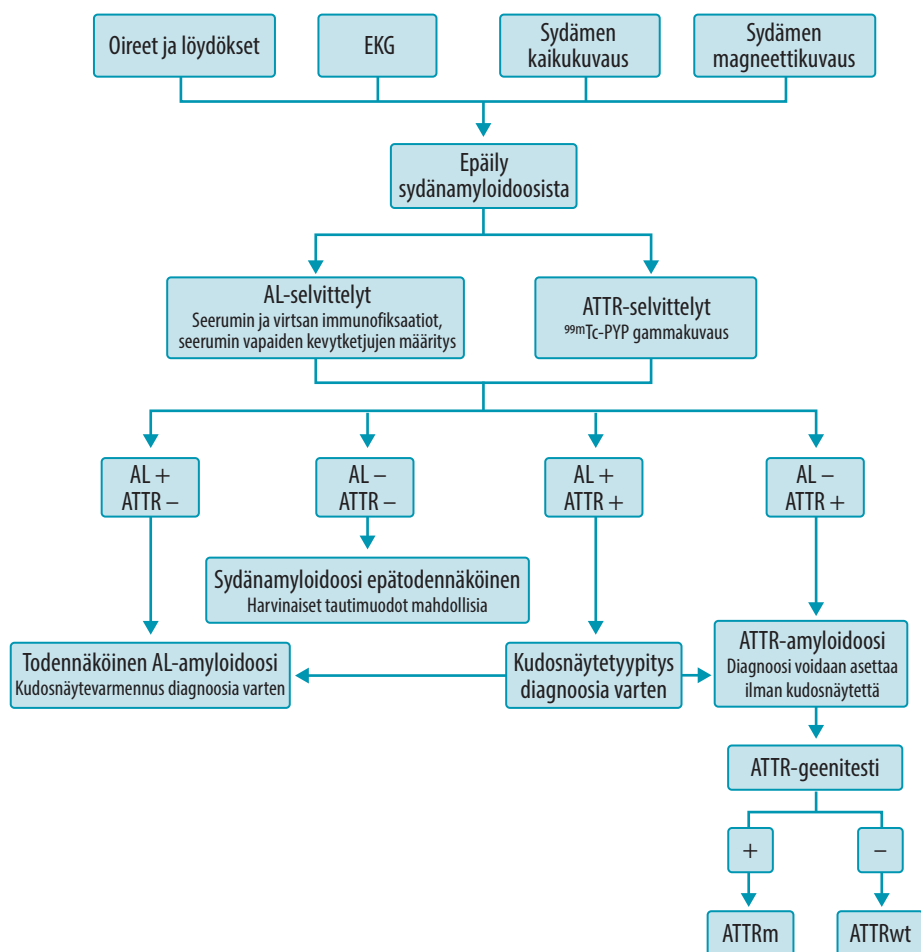 Oireet ja löydökset
EKG
Sydämen
kaikukuvaus
Sydämen
magneettikuvaus
Epäily
sydänamyloidoosista
AL-selvittelyt
Seerumin ja virtsan immunofiksaatiot,
seerumin vapaiden kevytketjujen määritys
ATTR-selvittelyt
⁹⁹ᵐTc-PYP gammakuvaus
AL +
ATTR –
AL –
ATTR –
AL +
ATTR +
AL –
ATTR +
Sydänamyloidoosi epätodennäköinen
Harvinaiset tautimuodot mahdollisia
Todennäköinen AL-amyloidoosi
Kudosnäytevarmennus diagnoosia varten
Kudosnäytetyypitys
diagnoosia varten
ATTR-amyloidoosi
Diagnoosi voidaan asettaa
ilman kudosnäytettä
ATTR-geenitesti
+
–
ATTRm
ATTRwt